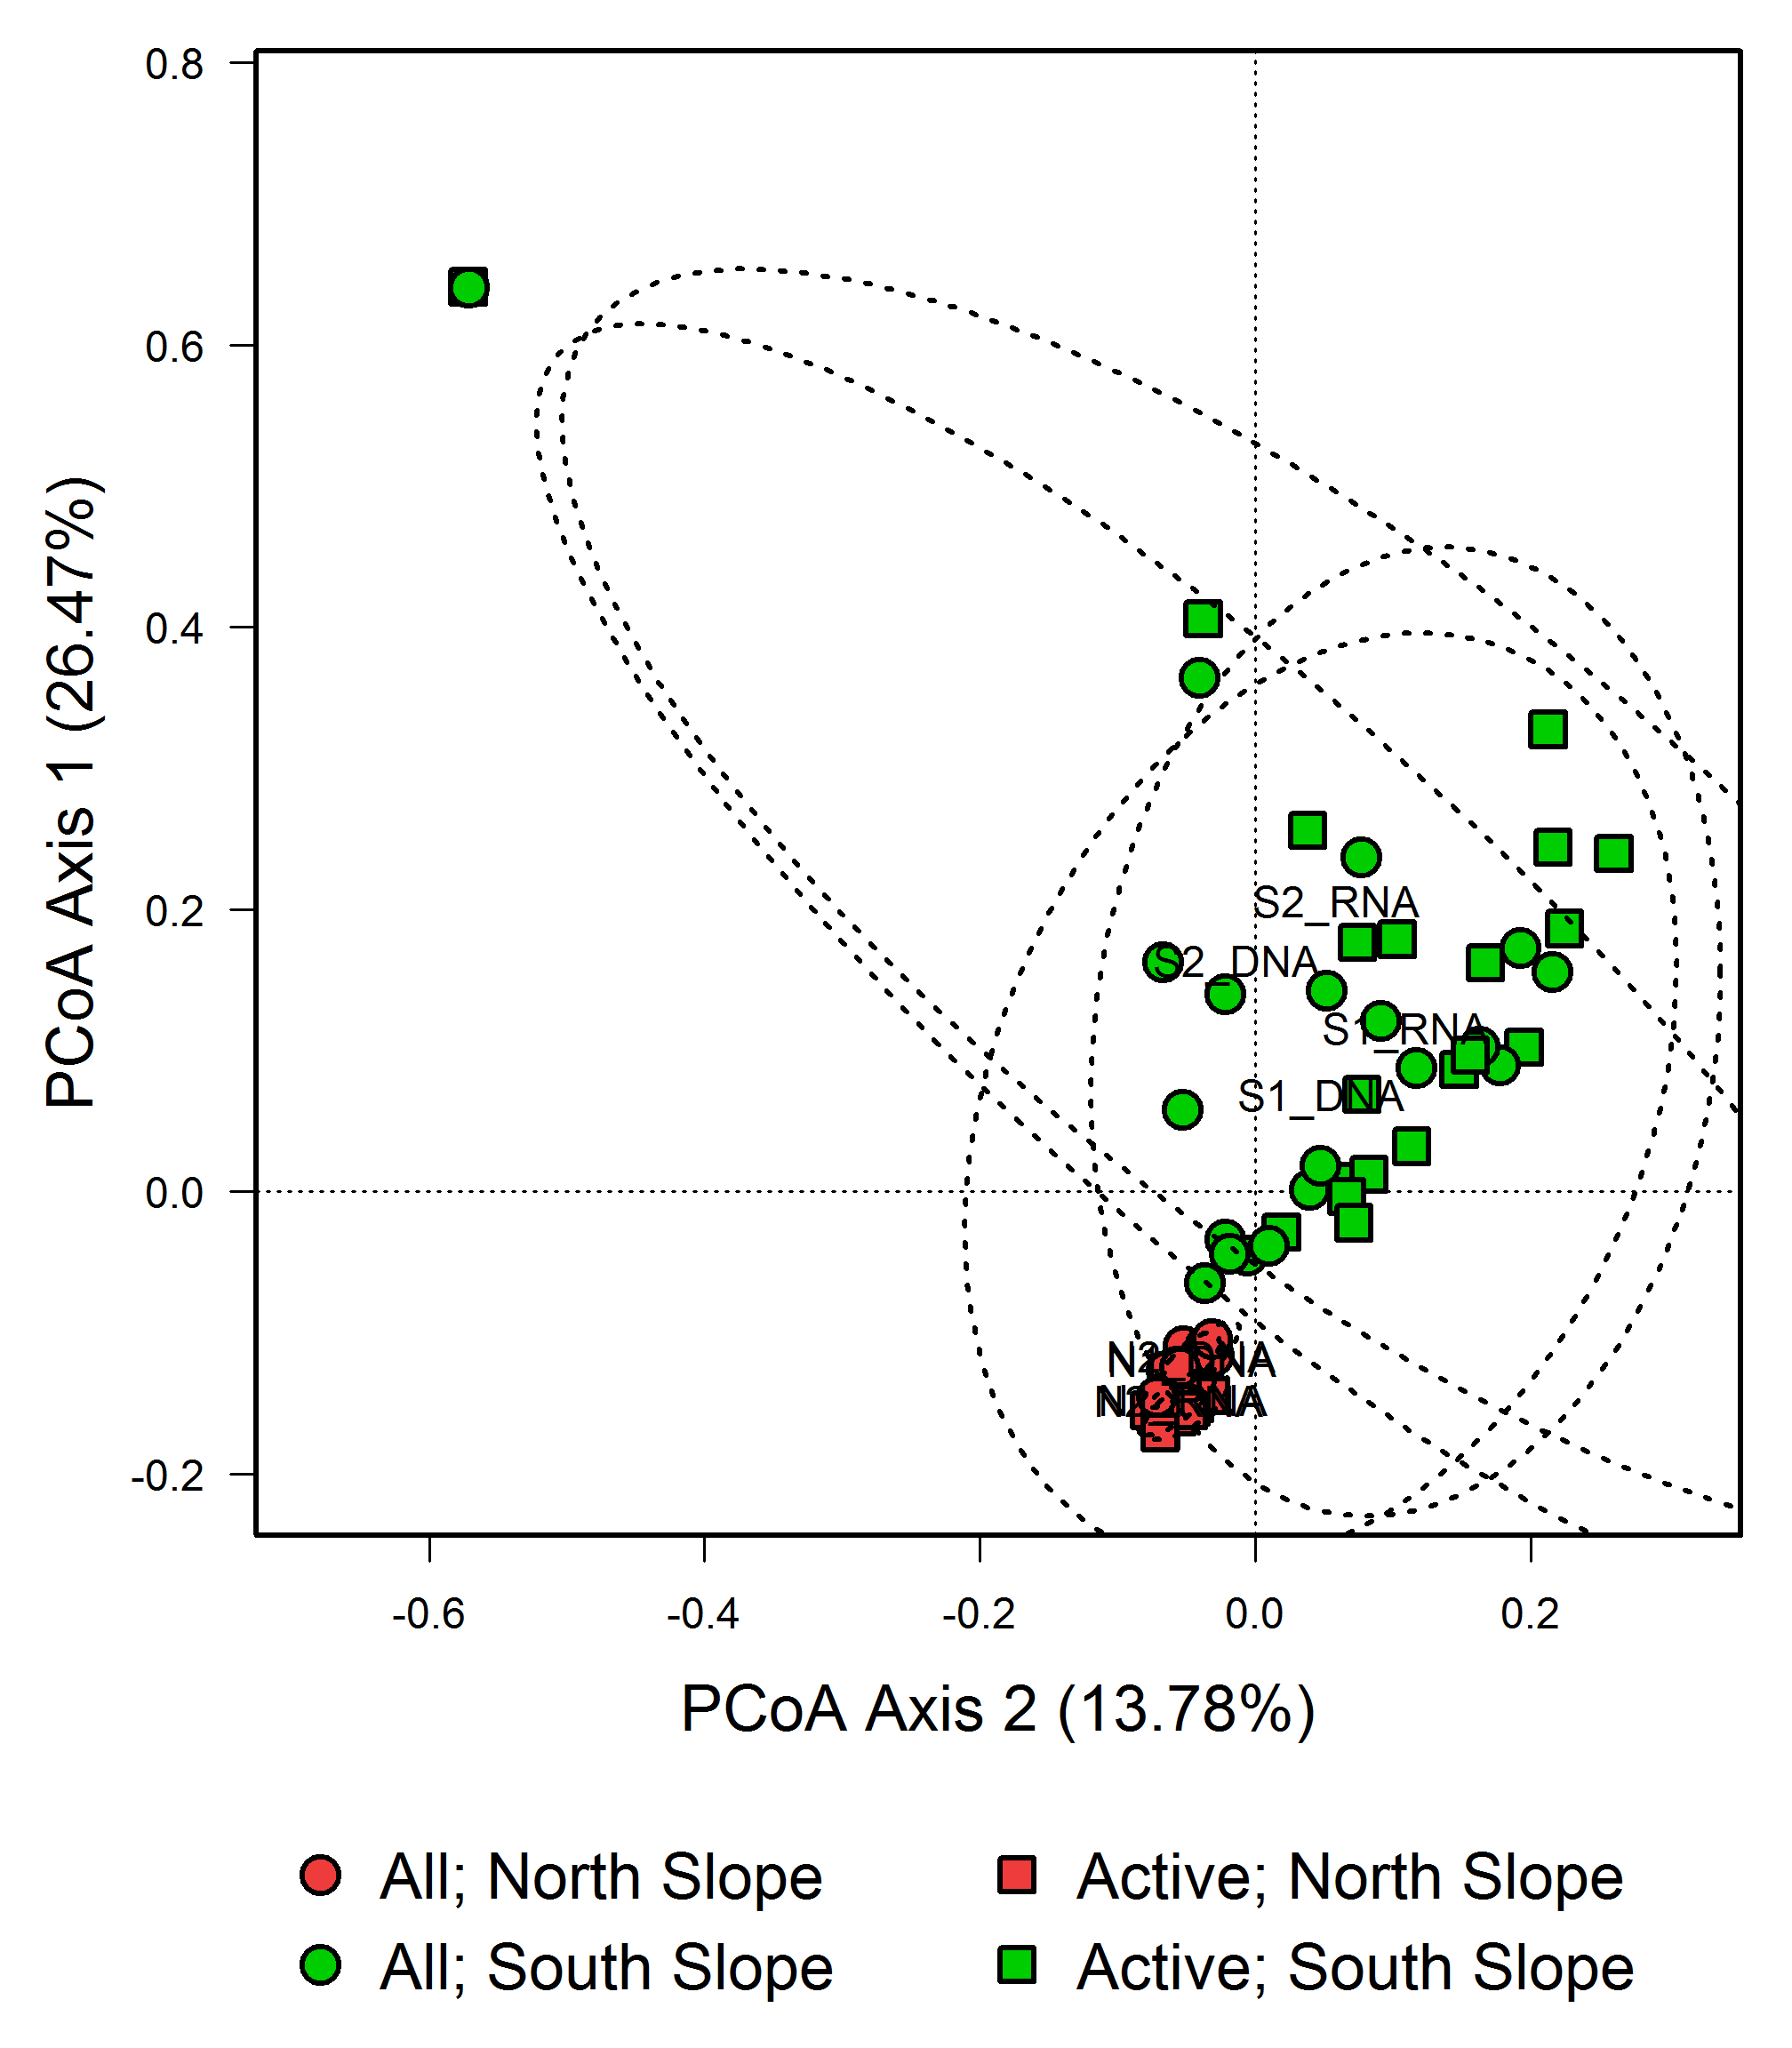 0.8
0.6
0.4
0.2
0.0
-0.2
PCoA Axis 1 (26.47%)
S2_RNA
S2_DNA
S1_RNA
S1_DNA
-0.6 -0.4 -0.2 0.0 0.2
PCoA Axis 2 (13.78%)
All; North Slope
Active; North Slope
All; South Slope
Active; South Slope